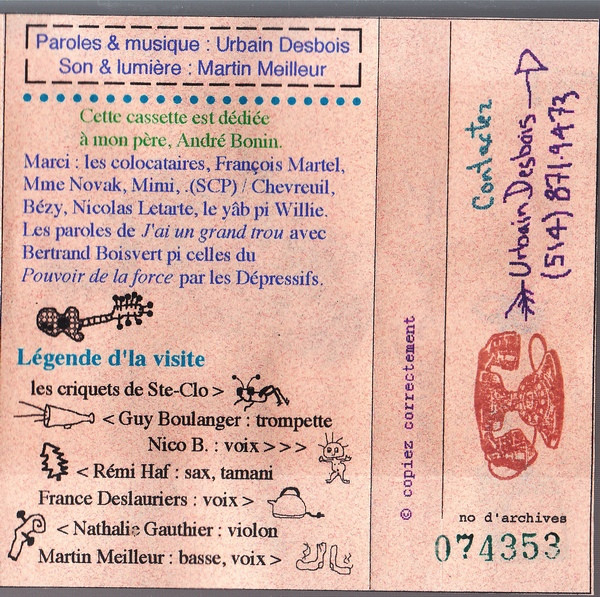 Paroles & musique : Urbain Desbois
Son & lumière : Martin Meilleur
Cette cassette est dédiée
à mon père, André Bonin.
Marci : les colocataires, François Martel,
Mme Novak, Mimi, .(SCP) / Chevreuil,
Bézy, Nicolas Letarte, le yâb pi Willie.
Les paroles de J'ai un grand trou avec
Bertrand Boisvert pi celles du
Pouvoir de la force par les Dépressifs.
Légende d'la visite
les criquets de Ste-Clo >
< Guy Boulanger : trompette
Nico B. : voix > > >
< Rémi Haf : sax, tamani
France Deslauriers : voix >
< Nathalie Gauthier : violon
Martin Meilleur : basse, voix >
© copiez correctement
Contactez
Urbain Desbois
(514) 871.9973
no d'archives
074353